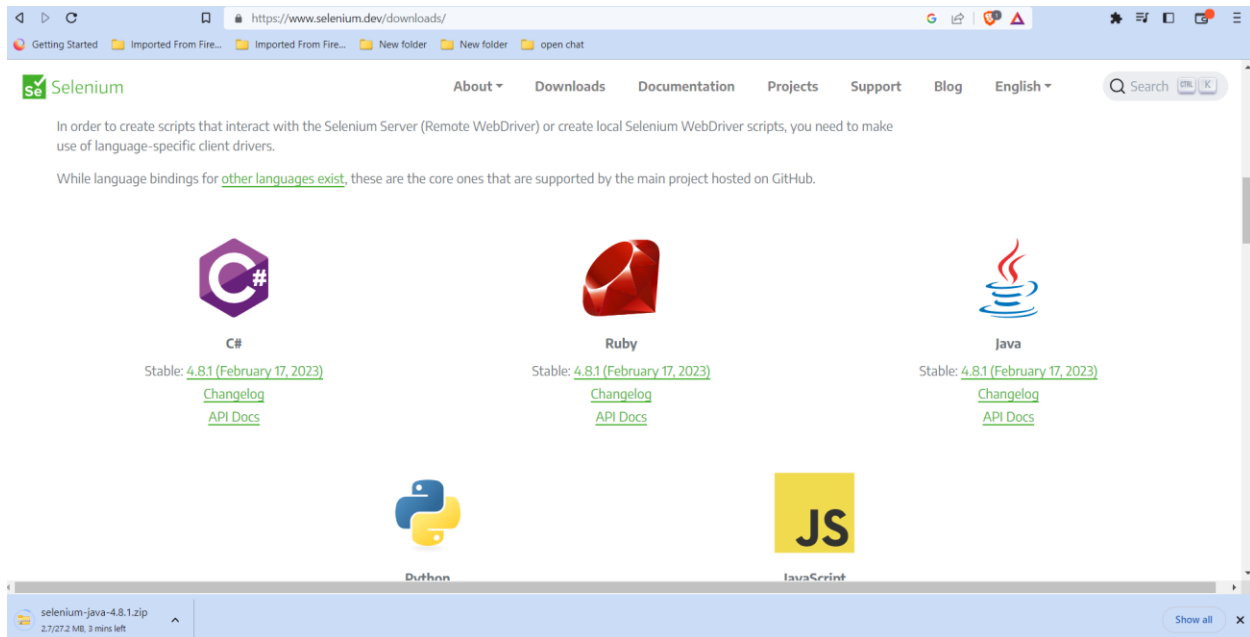 https://www.selenium.dev/downloads/
G
Getting Started Imported From Fire... Imported From Fire... New folder New folder open chat
Se Selenium About Downloads Documentation Projects Support Blog English Search CTRL K
In order to create scripts that interact with the Selenium Server (Remote WebDriver) or create local Selenium WebDriver scripts, you need to make
use of language-specific client drivers.
While language bindings for other languages exist, these are the core ones that are supported by the main project hosted on GitHub.
C#
C# Ruby Java
Stable: 4.8.1 (February 17, 2023) Stable: 4.8.1 (February 17, 2023) Stable: 4.8.1 (February 17, 2023)
Changelog Changelog Changelog
API Docs API Docs API Docs
JS
Python JavaScript
selenium-java-4.8.1.zip
2.7/27.2 MB, 3 mins left
Show all